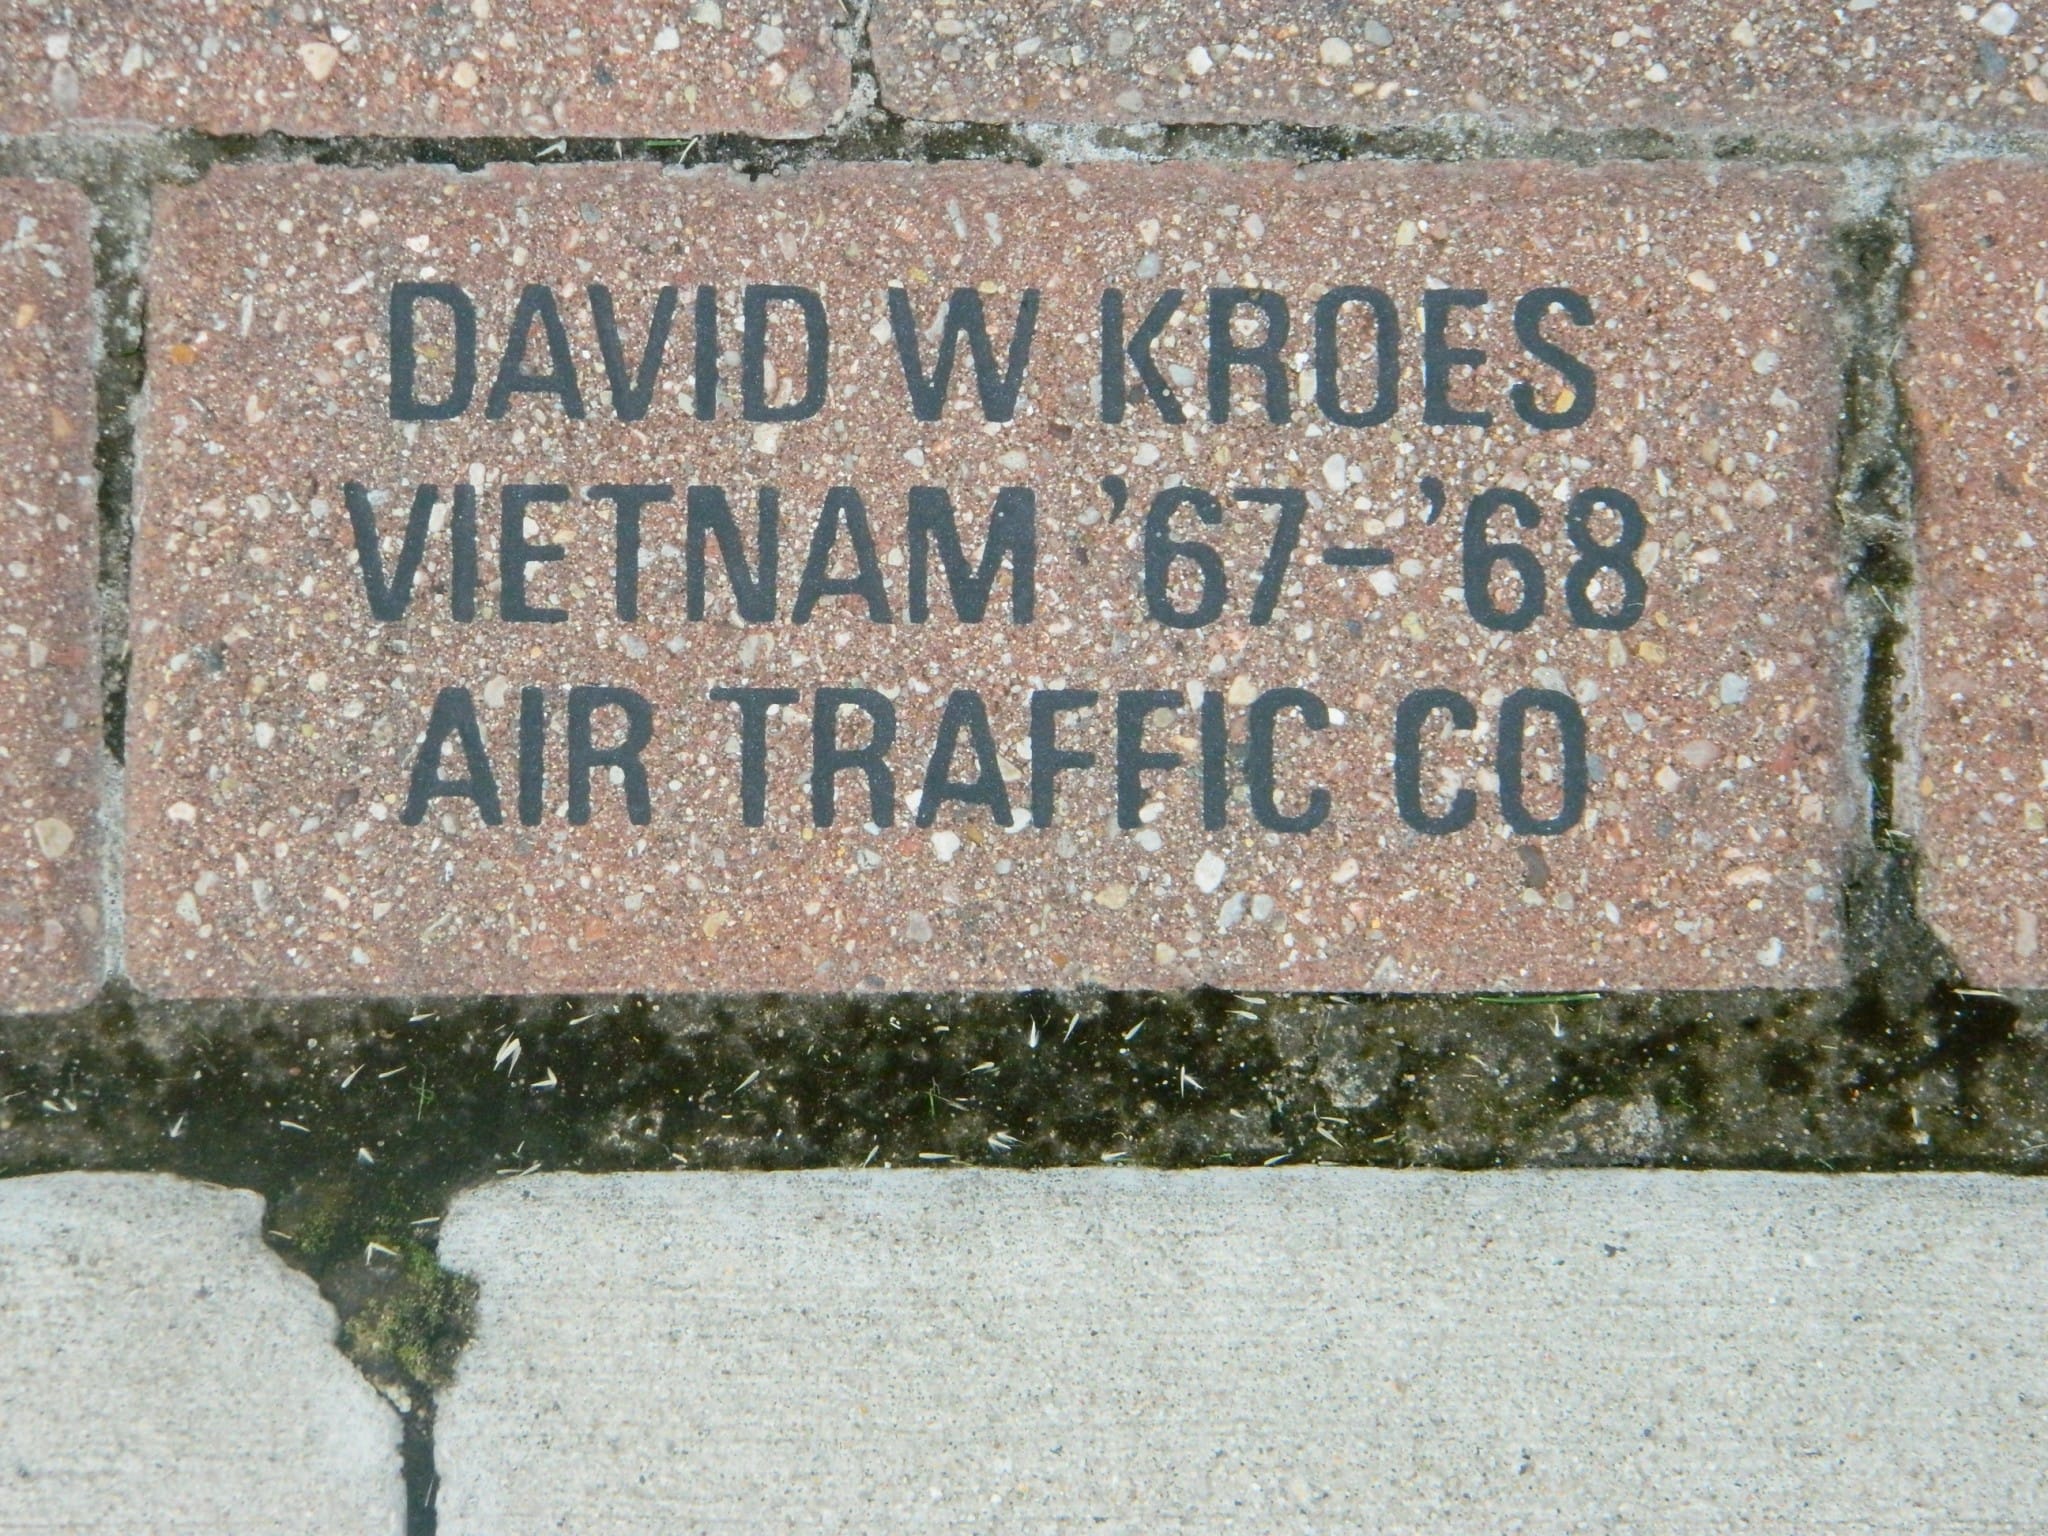 DAVID W KROES
VIETNAM '67-'68
AIR TRAFFIC CO